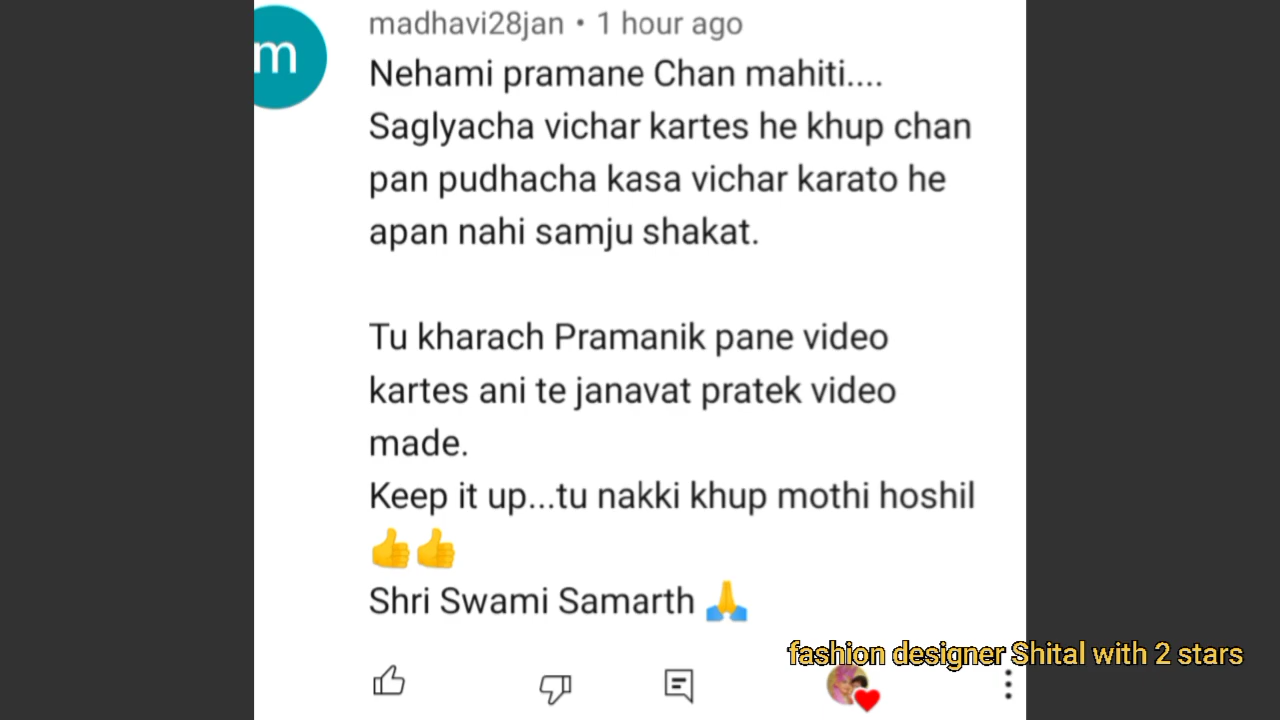 m
madhavi28jan • 1 hour ago
Nehami pramane Chan mahiti....
Saglyacha vichar kartes he khup chan
pan pudhacha kasa vichar karato he
apan nahi samju shakat.
Tu kharach Pramanik pane video
kartes ani te janavat pratek video
made.
Keep it up...tu nakki khup mothi hoshil
👍👍
Shri Swami Samarth 🙏
fashion designer Shital with 2 stars